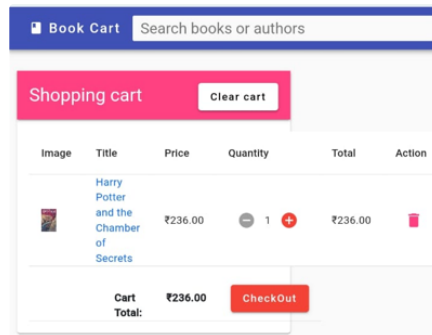 Book Cart Search books or authors
Shopping cart Clear cart
Image Title Price Quantity Total Action
Harry
Potter
and the
Chamber
of
Secrets
₹236.00 1 ₹236.00
Cart
Total:
₹236.00 CheckOut